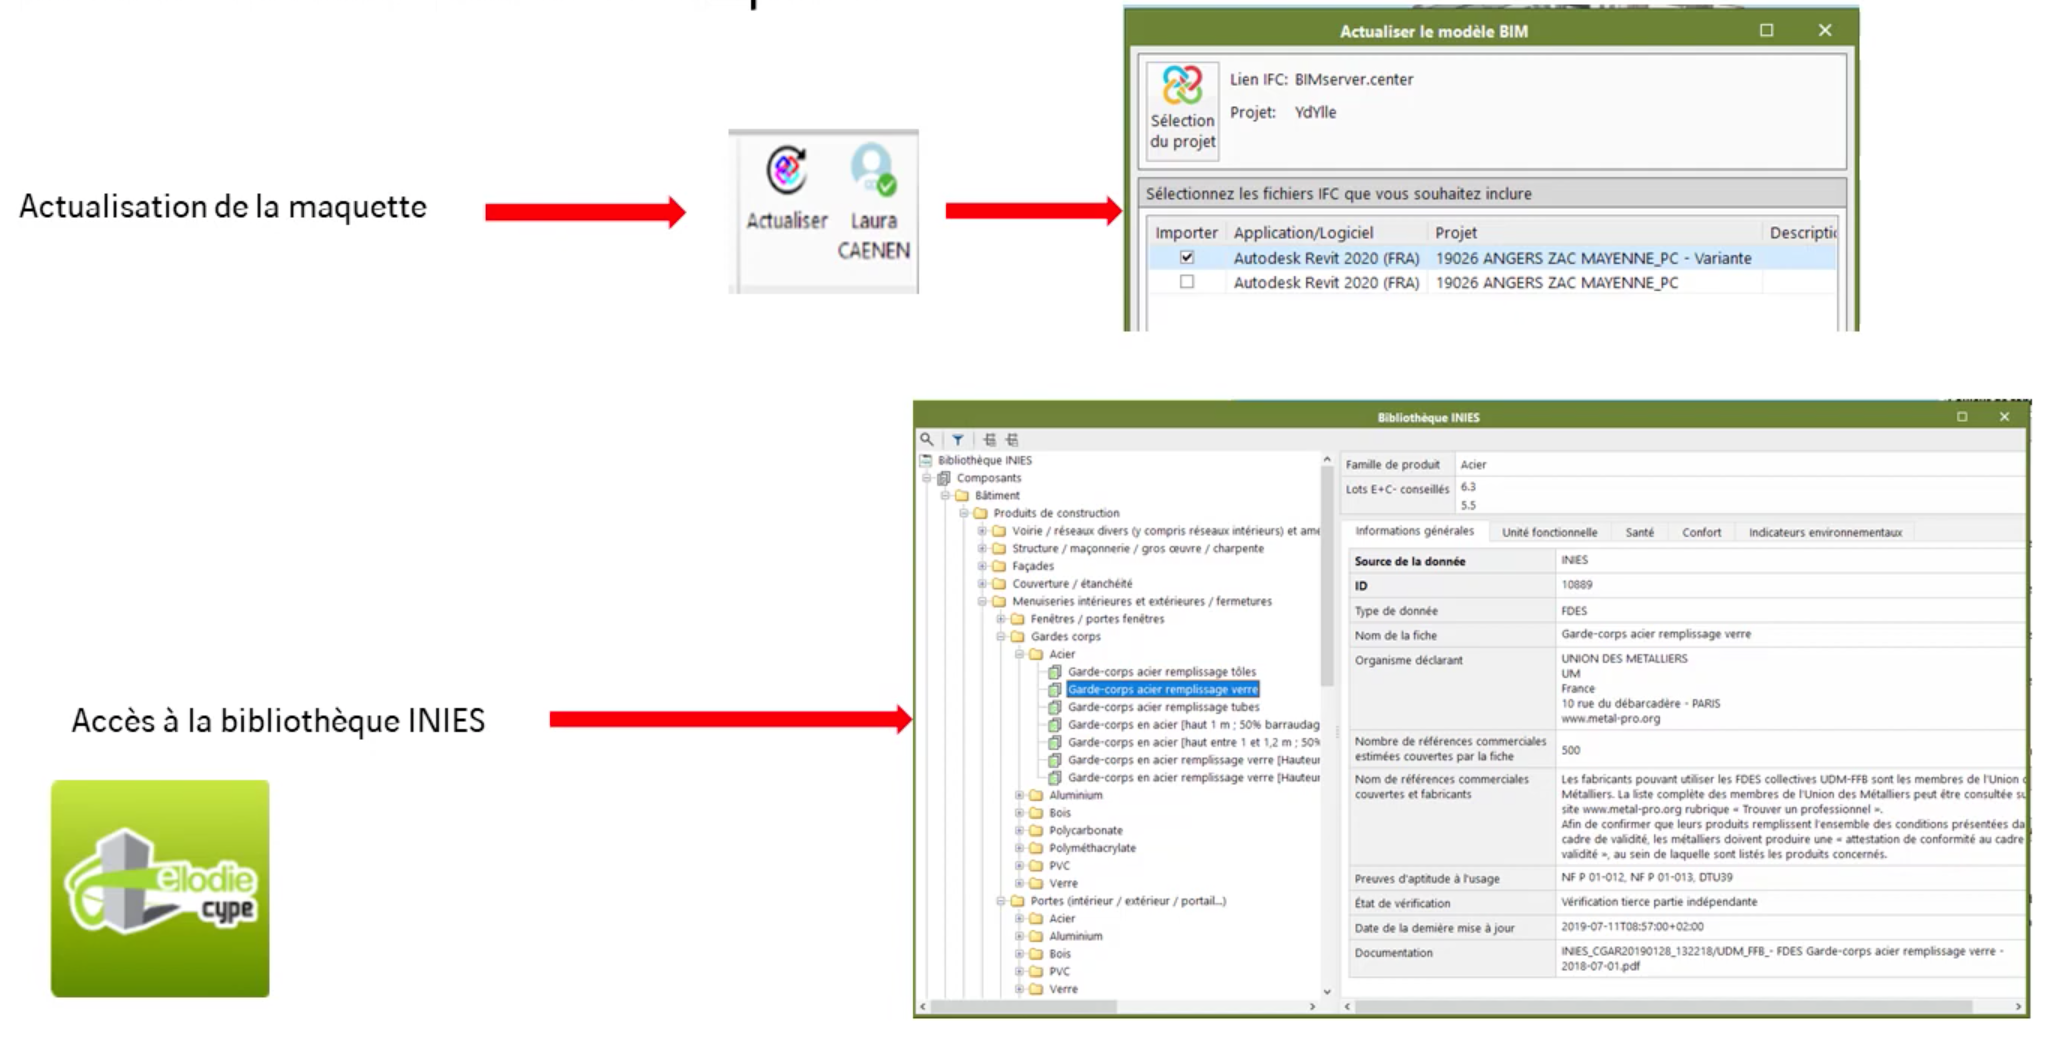 Actualisation de la maquette
Actualiser
Laura
CAENEN
Actualiser le modèle BIM
Sélection
du projet
Lien IFC: BIMserver.center
Projet: YdYlle
Sélectionnez les fichiers IFC que vous souhaitez inclure
Importer Application/Logiciel Projet Descriptic
Autodesk Revit 2020 (FRA) 19026 ANGERS ZAC MAYENNE_PC - Variante
Autodesk Revit 2020 (FRA) 19026 ANGERS ZAC MAYENNE_PC
Accès à la bibliothèque INIES
elodie
cype
Bibliothèque INIES
Bibliothèque INIES
Composants
Bâtiment
Produits de construction
Voirie / réseaux divers (y compris réseaux intérieurs) et amé
Structure / maçonnerie / gros œuvre / charpente
Façades
Couverture / étanchéité
Menuiseries intérieures et extérieures / fermetures
Fenêtres / portes fenêtres
Gardes corps
Acier
Garde-corps acier remplissage tôles
Garde-corps acier remplissage verre
Garde-corps acier remplissage tubes
Garde-corps en acier [haut 1 m ; 50% barraudag
Garde-corps en acier [haut entre 1 et 1,2 m ; 50%
Garde-corps en acier remplissage verre [Hauteur
Garde-corps en acier remplissage verre [Hauteur
Aluminium
Bois
Polycarbonate
Polyméthacrylate
PVC
Verre
Portes (intérieur / extérieur / portail...)
Acier
Aluminium
Bois
PVC
Verre
Famille de produit Acier
Lots E+C- conseillés 6.3
5.5
Informations générales Unité fonctionnelle Santé Confort Indicateurs environnementaux
Source de la donnée INIES
ID 10889
Type de donnée FDES
Nom de la fiche Garde-corps acier remplissage verre
Organisme déclarant UNION DES METALLIERS
UM
France
10 rue du débarcadère - PARIS
www.metal-pro.org
Nombre de références commerciales
estimées couvertes par la fiche 500
Nom de références commerciales
couvertes et fabricants
Les fabricants pouvant utiliser les FDES collectives UDM-FFB sont les membres de l'Union d
Métalliers. La liste complète des membres de l'Union des Métalliers peut être consultée su
site www.metal-pro.org rubrique « Trouver un professionnel ».
Afin de confirmer que leurs produits remplissent l'ensemble des conditions présentées da
cadre de validité, les métalliers doivent produire une « attestation de conformité au cadre
validité », au sein de laquelle sont listés les produits concernés.
Preuves d'aptitude à l'usage NF P 01-012, NF P 01-013, DTU39
État de vérification Vérification tierce partie indépendante
Date de la dernière mise à jour 2019-07-11T08:57:00+02:00
Documentation INIES_CGAR20190128_132218/UDM_FFB_- FDES Garde-corps acier remplissage verre -
2018-07-01.pdf